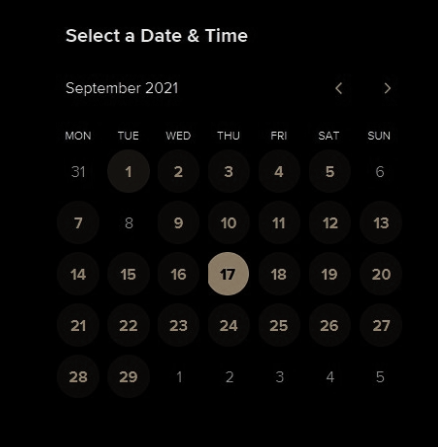 Select a Date & Time
September 2021
MON TUE WED THU FRI SAT SUN
31 1 2 3 4 5 6
7 8 9 10 11 12 13
14 15 16 17 18 19 20
21 22 23 24 25 26 27
28 29 1 2 3 4 5